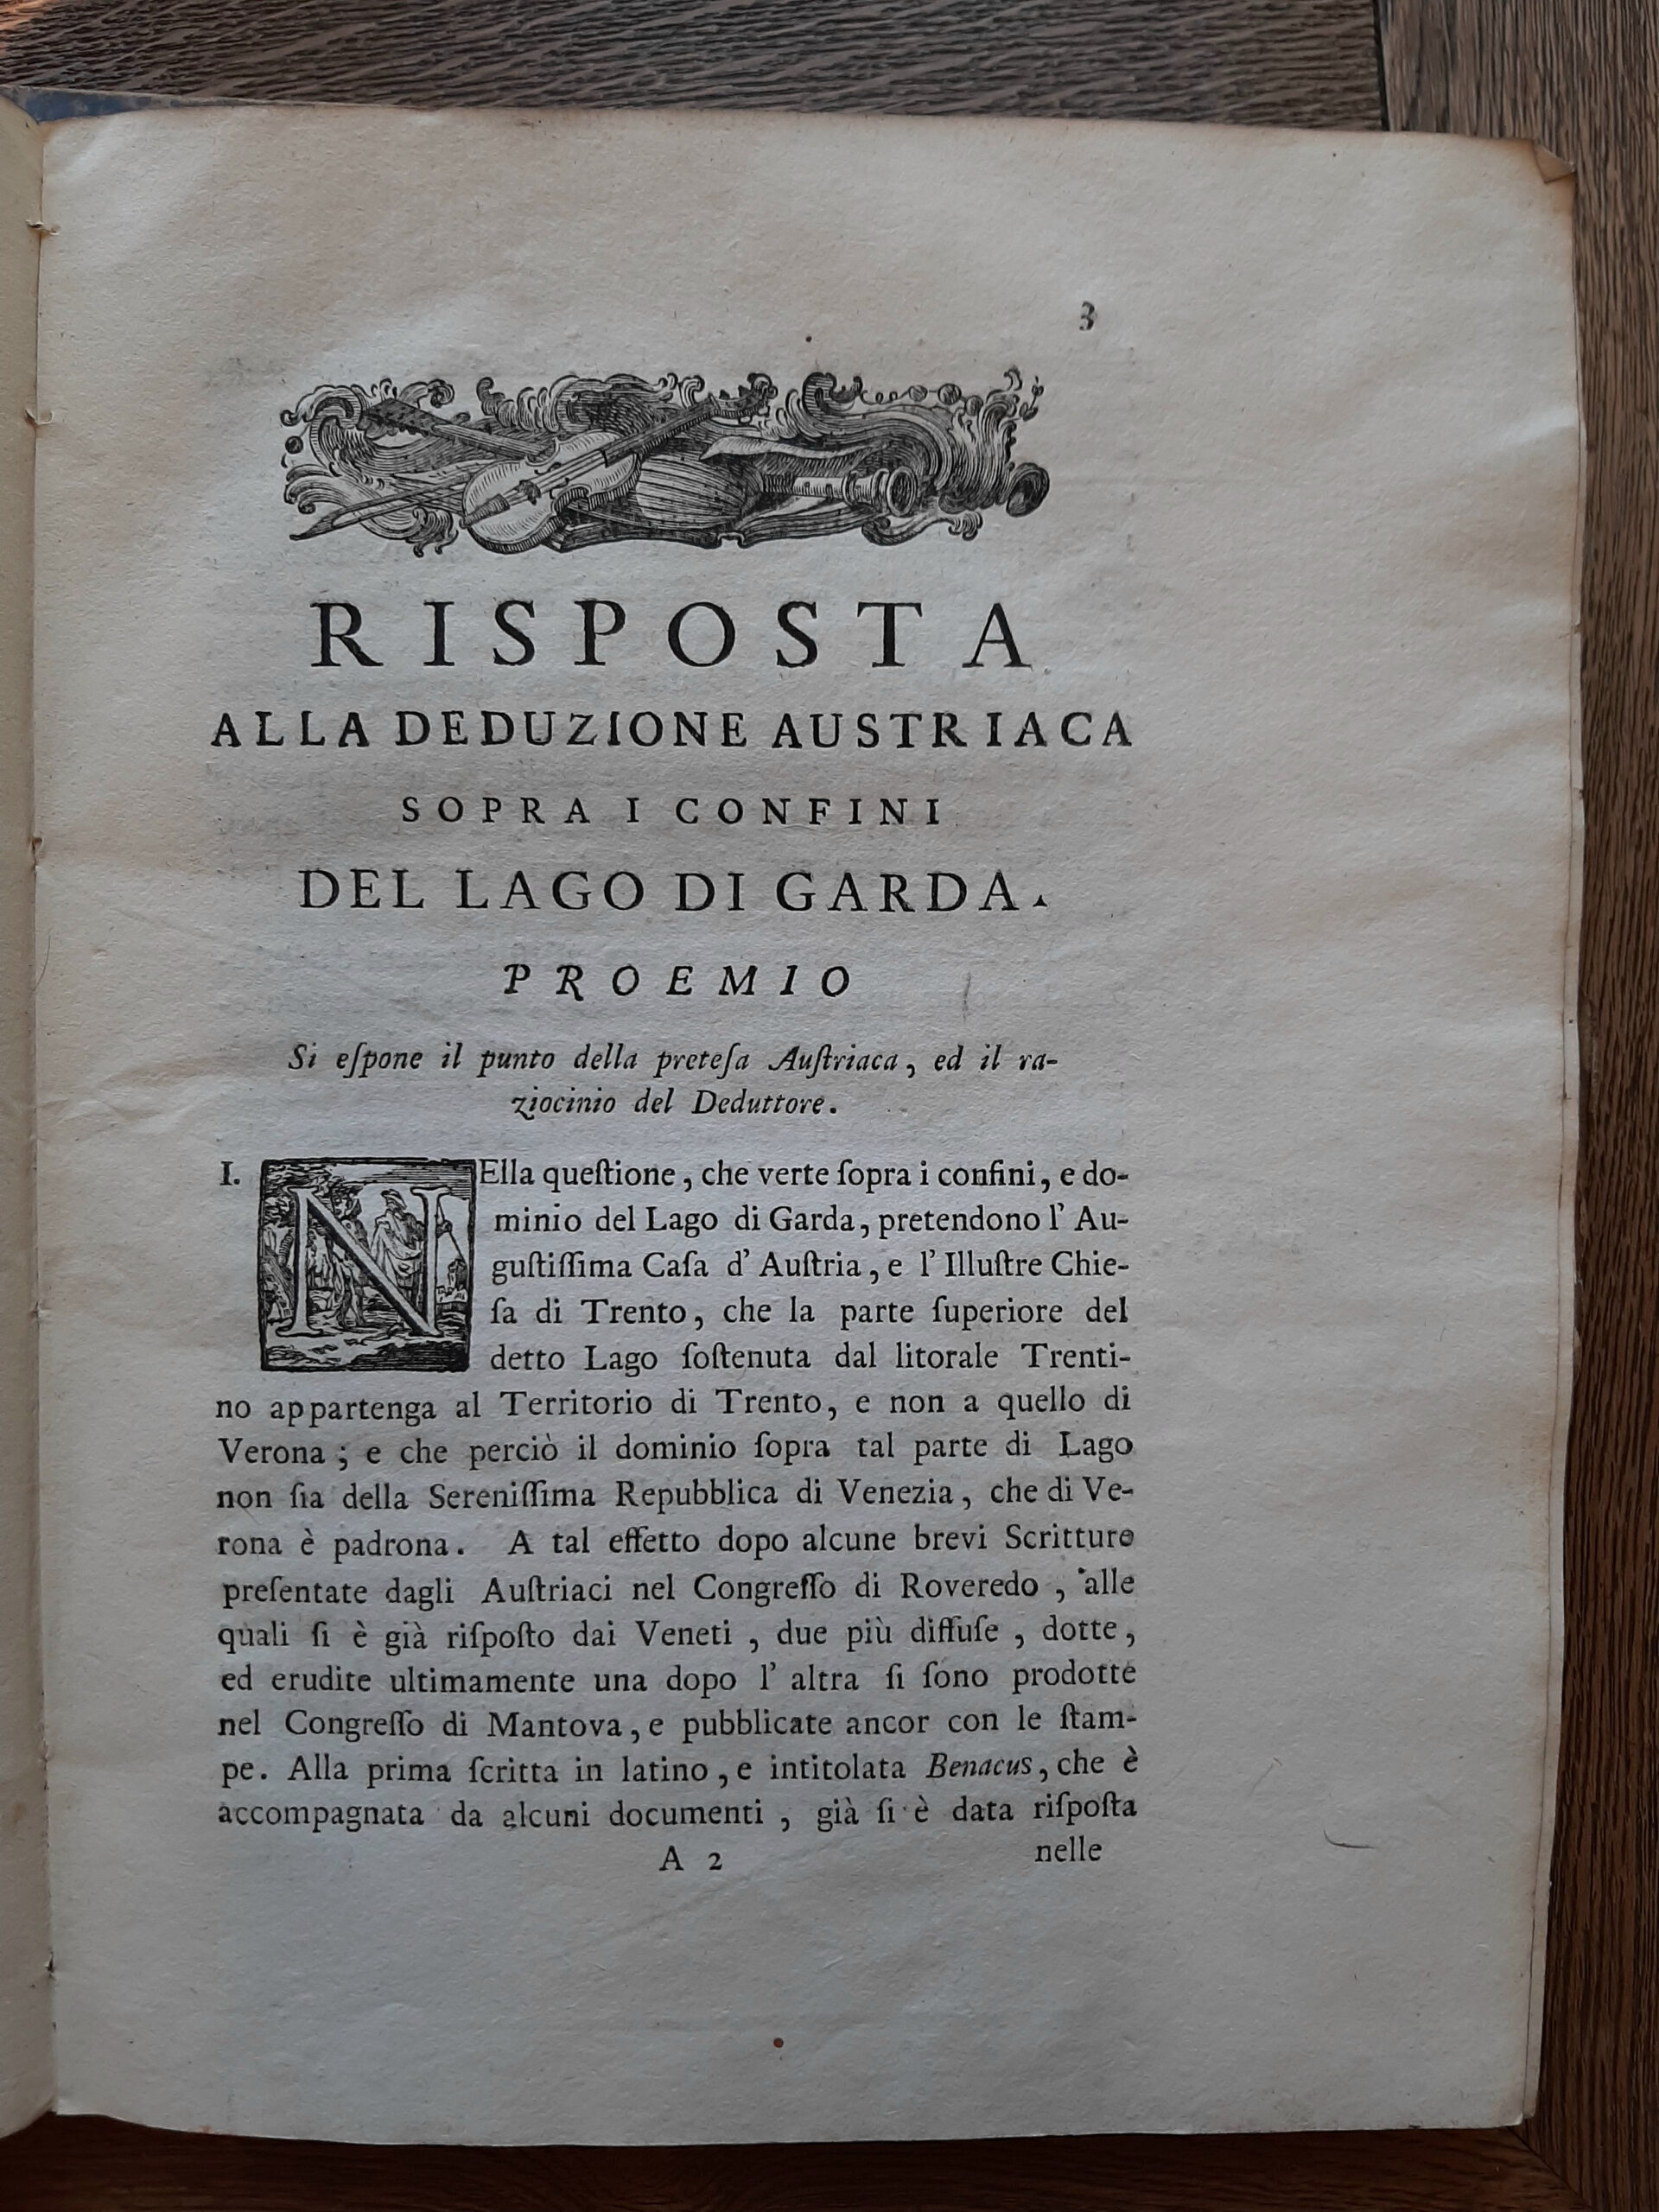 3
RISPOSTA
ALLA DEDUZIONE AUSTRIACA
SOPRA I CONFINI
DEL LAGO DI GARDA.
PROEMIO
Si eſpone il punto della preteſa Auſtriaca, ed il ra-
ziocinio del Deduttore.
I. NElla queſtione, che verte ſopra i confini, e do-
minio del Lago di Garda, pretendono l' Au-
guſtiſſima Caſa d' Auſtria, e l' Illuſtre Chie-
ſa di Trento, che la parte ſuperiore del
detto Lago ſoſtenuta dal litorale Trenti-
no appartenga al Territorio di Trento, e non a quello di
Verona; e che perciò il dominio ſopra tal parte di Lago
non ſia della Sereniſſima Repubblica di Venezia, che di Ve-
rona è padrona. A tal effetto dopo alcune brevi Scritture
preſentate dagli Auſtriaci nel Congreſſo di Roveredo, alle
quali ſi è già riſpoſto dai Veneti, due più diffuſe, dotte,
ed erudite ultimamente una dopo l' altra ſi ſono prodotte
nel Congreſſo di Mantova, e pubblicate ancor con le ſtam-
pe. Alla prima ſcritta in latino, e intitolata Benacus, che è
accompagnata da alcuni documenti, già ſi è data riſpoſta
A 2 nelle